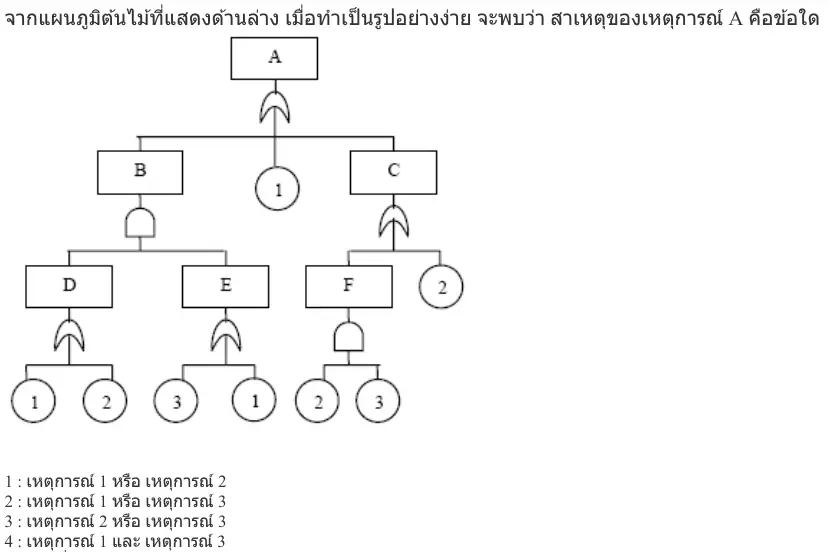 จากแผนภูมิต้นไม้ที่แสดงด้านล่าง เมื่อทำเป็นรูปอย่างง่าย จะพบว่า สาเหตุของเหตุการณ์ A คือข้อใด
A
B
1
C
D
E
F
2
1
2
3
1
2
3
1 : เหตุการณ์ 1 หรือ เหตุการณ์ 2
2 : เหตุการณ์ 1 หรือ เหตุการณ์ 3
3 : เหตุการณ์ 2 หรือ เหตุการณ์ 3
4 : เหตุการณ์ 1 และ เหตุการณ์ 3